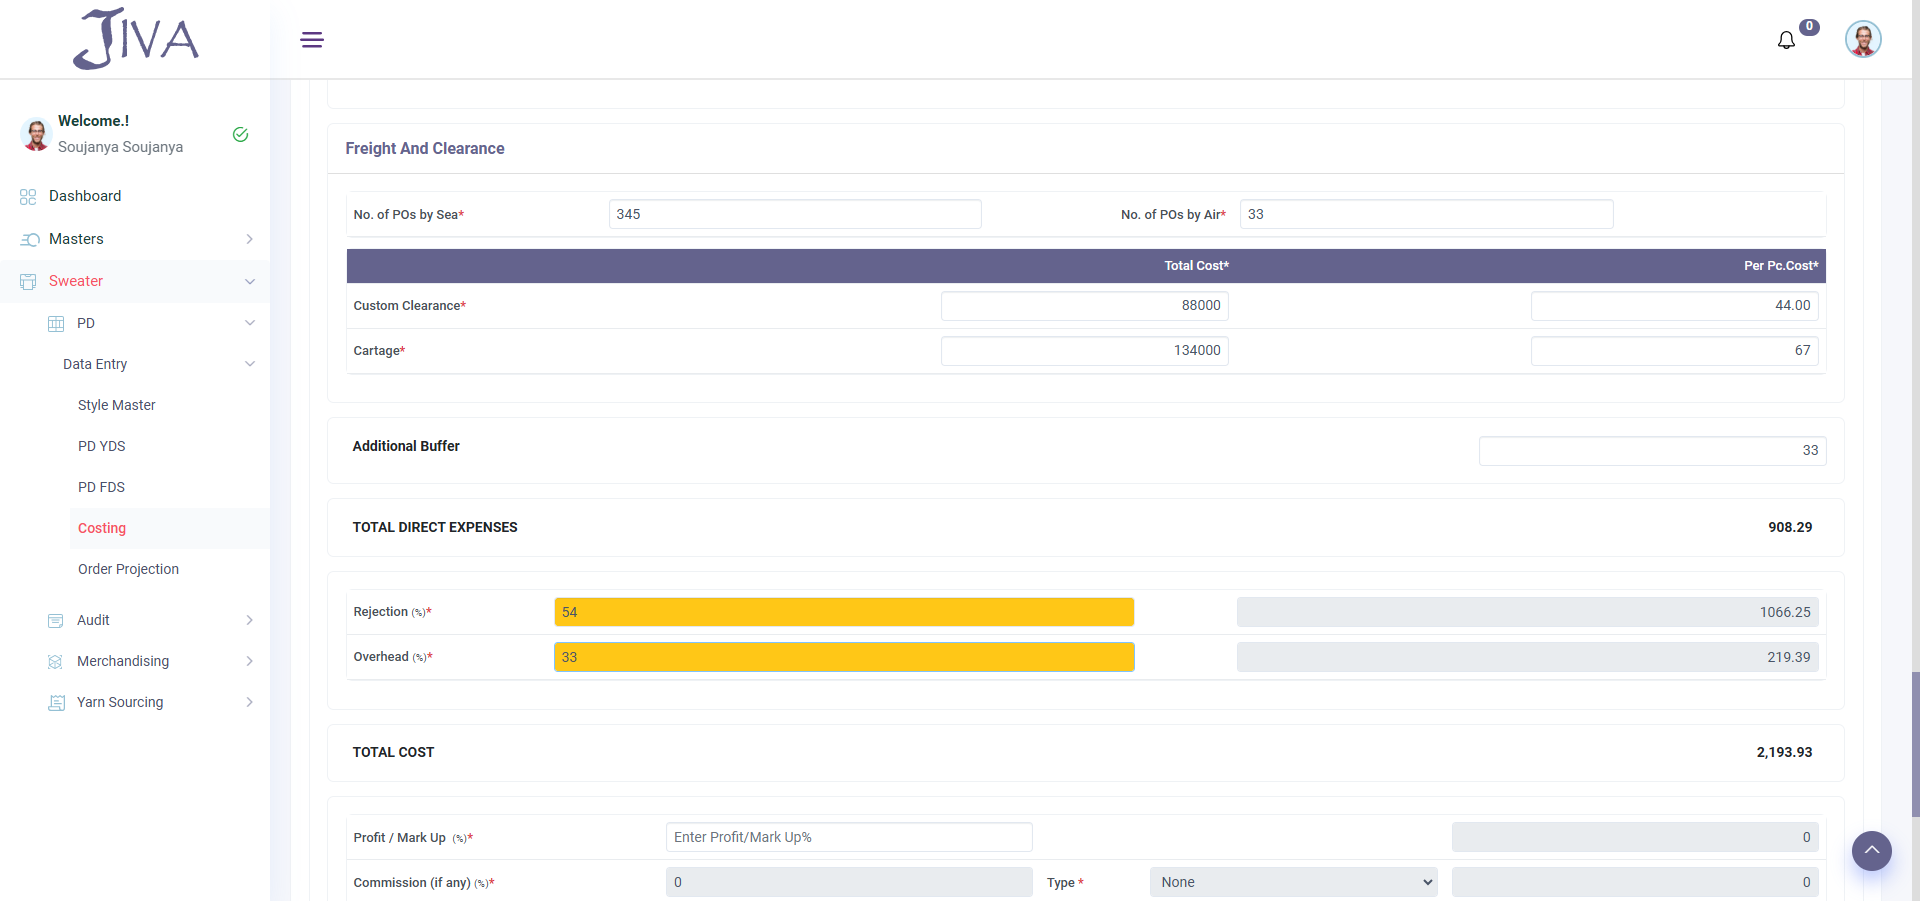 JIVA
0
Welcome.!
Soujanya Soujanya
Dashboard
Masters
Sweater
PD
Data Entry
Style Master
PD YDS
PD FDS
Costing
Order Projection
Audit
Merchandising
Yarn Sourcing
Freight And Clearance
No. of POs by Sea* 345 No. of POs by Air* 33
Total Cost* Per Pc.Cost*
Custom Clearance* 88000 44.00
Cartage* 134000 67
Additional Buffer 33
TOTAL DIRECT EXPENSES 908.29
Rejection (%)* 54 1066.25
Overhead (%)* 33 219.39
TOTAL COST 2,193.93
Profit / Mark Up (%)* Enter Profit/Mark Up% 0
Commission (if any) (%)* 0 Type * None 0